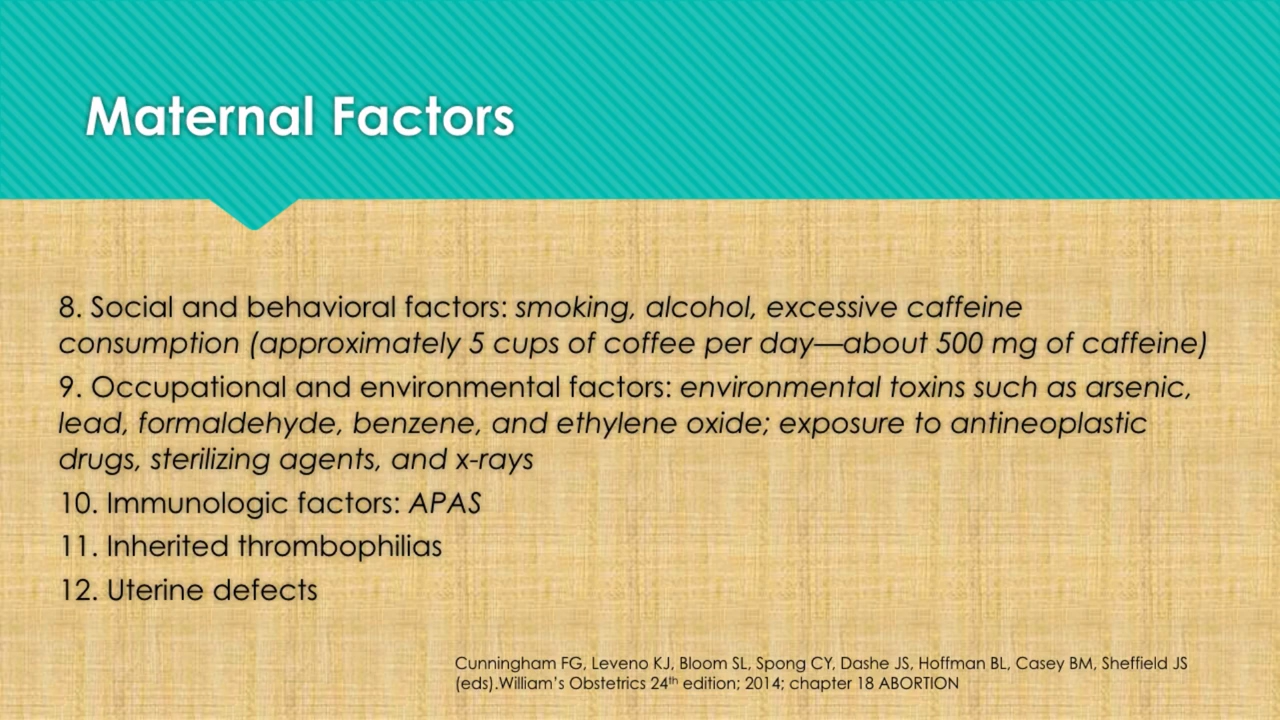 Maternal Factors
8. Social and behavioral factors: smoking, alcohol, excessive caffeine
consumption (approximately 5 cups of coffee per day—about 500 mg of caffeine)
9. Occupational and environmental factors: environmental toxins such as arsenic,
lead, formaldehyde, benzene, and ethylene oxide; exposure to antineoplastic
drugs, sterilizing agents, and x-rays
10. Immunologic factors: APAS
11. Inherited thrombophilias
12. Uterine defects
Cunningham FG, Leveno KJ, Bloom SL, Spong CY, Dashe JS, Hoffman BL, Casey BM, Sheffield JS
(eds).William’s Obstetrics 24th edition; 2014; chapter 18 ABORTION